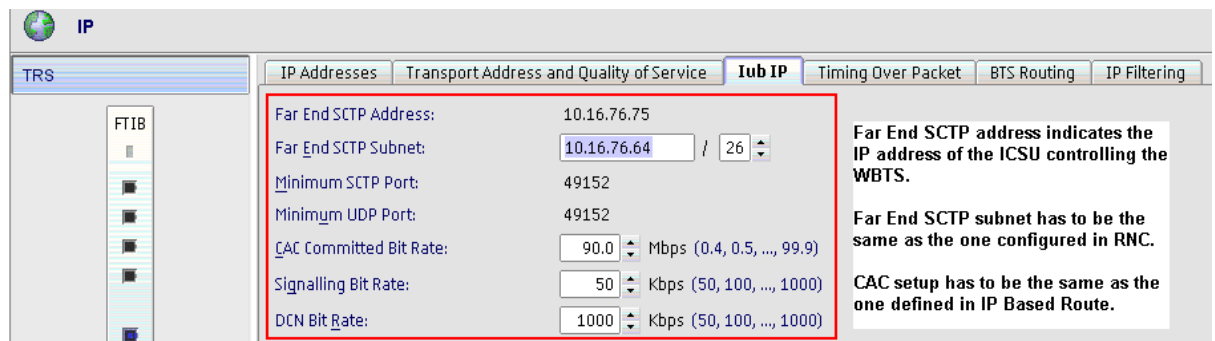 IP
TRS
FTIB
IP Addresses
Transport Address and Quality of Service
Iub IP
Timing Over Packet
BTS Routing
IP Filtering
Far End SCTP Address: 10.16.76.75
Far End SCTP Subnet: 10.16.76.64 / 26
Minimum SCTP Port: 49152
Minimum UDP Port: 49152
CAC Committed Bit Rate: 90.0 Mbps (0.4, 0.5, ..., 99.9)
Signalling Bit Rate: 50 Kbps (50, 100, ..., 1000)
DCN Bit Rate: 1000 Kbps (50, 100, ..., 1000)
Far End SCTP address indicates the
IP address of the ICSU controlling the
WBTS.
Far End SCTP subnet has to be the
same as the one configured in RNC.
CAC setup has to be the same as the
one defined in IP Based Route.